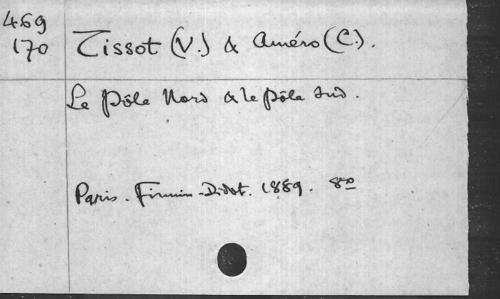 469
170
Tissot (V.) & Améro (C.).
Le Pôle Nord & le pôle Sud.
Paris. Firmin-Didot. 1889. 8º